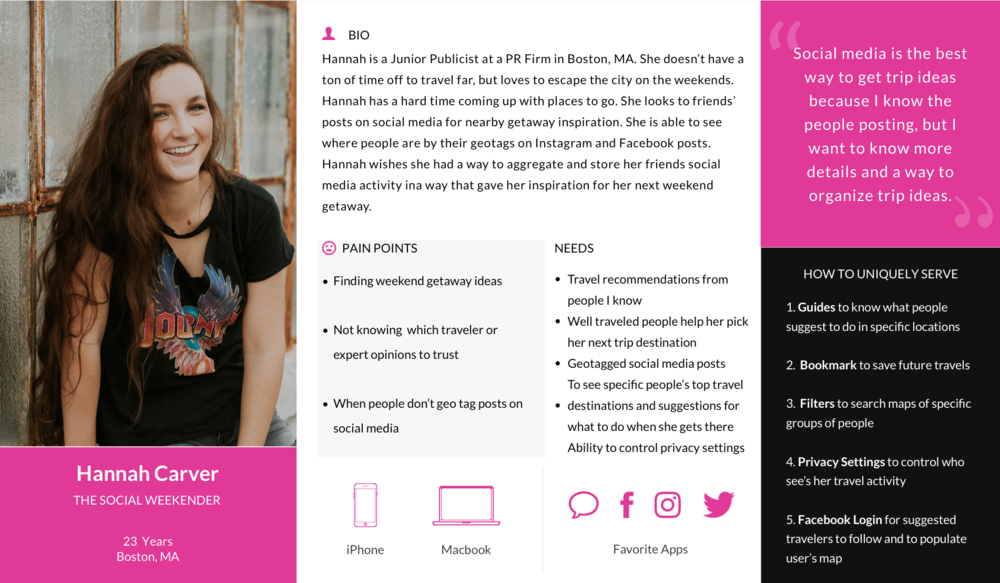 BIO
Hannah is a Junior Publicist at a PR Firm in Boston, MA. She doesn’t have a
ton of time off to travel far, but loves to escape the city on the weekends.
Hannah has a hard time coming up with places to go. She looks to friends’
posts on social media for nearby getaway inspiration. She is able to see
where people are by their geotags on Instagram and Facebook posts.
Hannah wishes she had a way to aggregate and store her friends social
media activity ina way that gave her inspiration for her next weekend
getaway.
PAIN POINTS
• Finding weekend getaway ideas
• Not knowing which traveler or
expert opinions to trust
• When people don’t geo tag posts on
social media
NEEDS
• Travel recommendations from
people I know
• Well traveled people help her pick
her next trip destination
• Geotagged social media posts
To see specific people’s top travel
• destinations and suggestions for
what to do when she gets there
Ability to control privacy settings
iPhone
Macbook
Favorite Apps
Hannah Carver
THE SOCIAL WEEKENDER
23 Years
Boston, MA
“Social media is the best
way to get trip ideas
because I know the
people posting, but I
want to know more
details and a way to
organize trip ideas.”
HOW TO UNIQUELY SERVE
1. Guides to know what people
suggest to do in specific locations
2. Bookmark to save future travels
3. Filters to search maps of specific
groups of people
4. Privacy Settings to control who
see’s her travel activity
5. Facebook Login for suggested
travelers to follow and to populate
user’s map